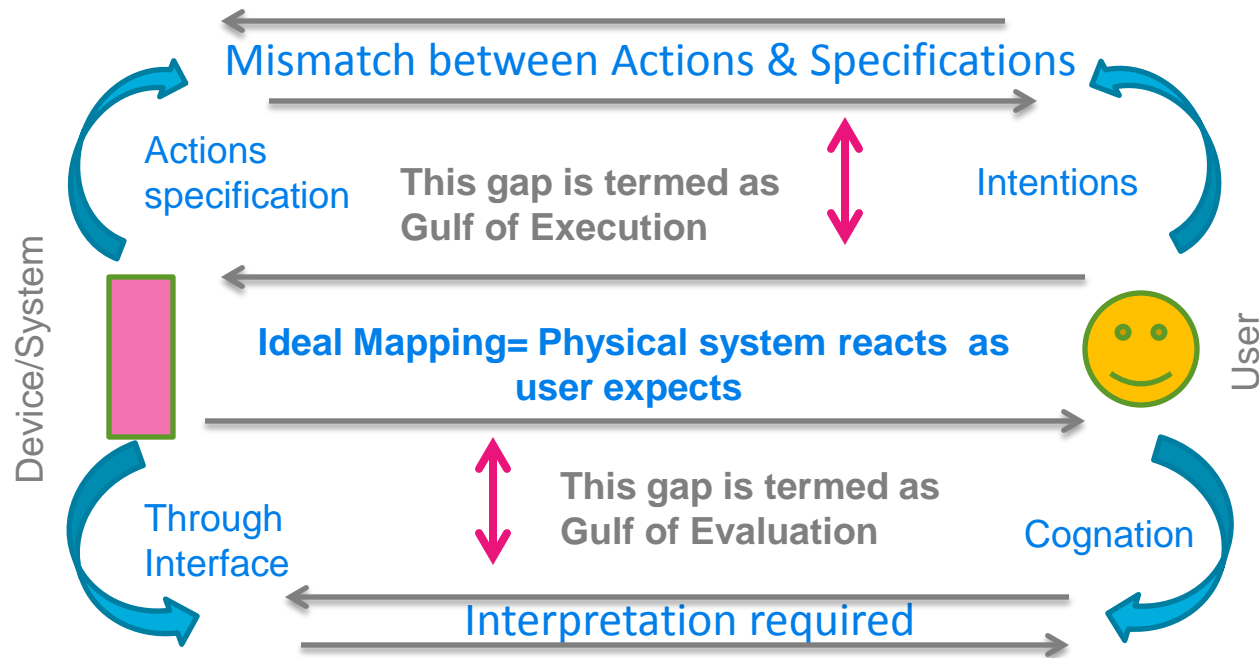 Mismatch between Actions & Specifications
Actions
specification
This gap is termed as
Gulf of Execution
Intentions
Device/System
Ideal Mapping= Physical system reacts as
user expects
User
Through
Interface
This gap is termed as
Gulf of Evaluation
Cognation
Interpretation required